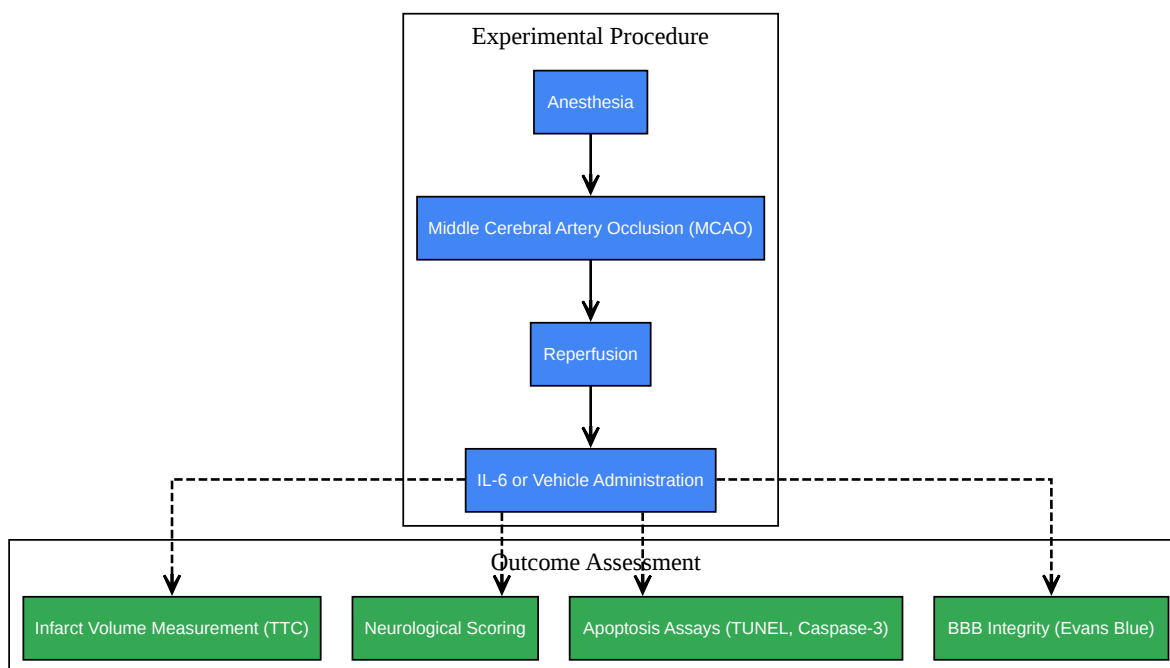 Experimental Procedure
Anesthesia
Middle Cerebral Artery Occlusion (MCAO)
Reperfusion
IL-6 or Vehicle Administration
Outcome Assessment
Infarct Volume Measurement (TTC)
Neurological Scoring
Apoptosis Assays (TUNEL, Caspase-3)
BBB Integrity (Evans Blue)